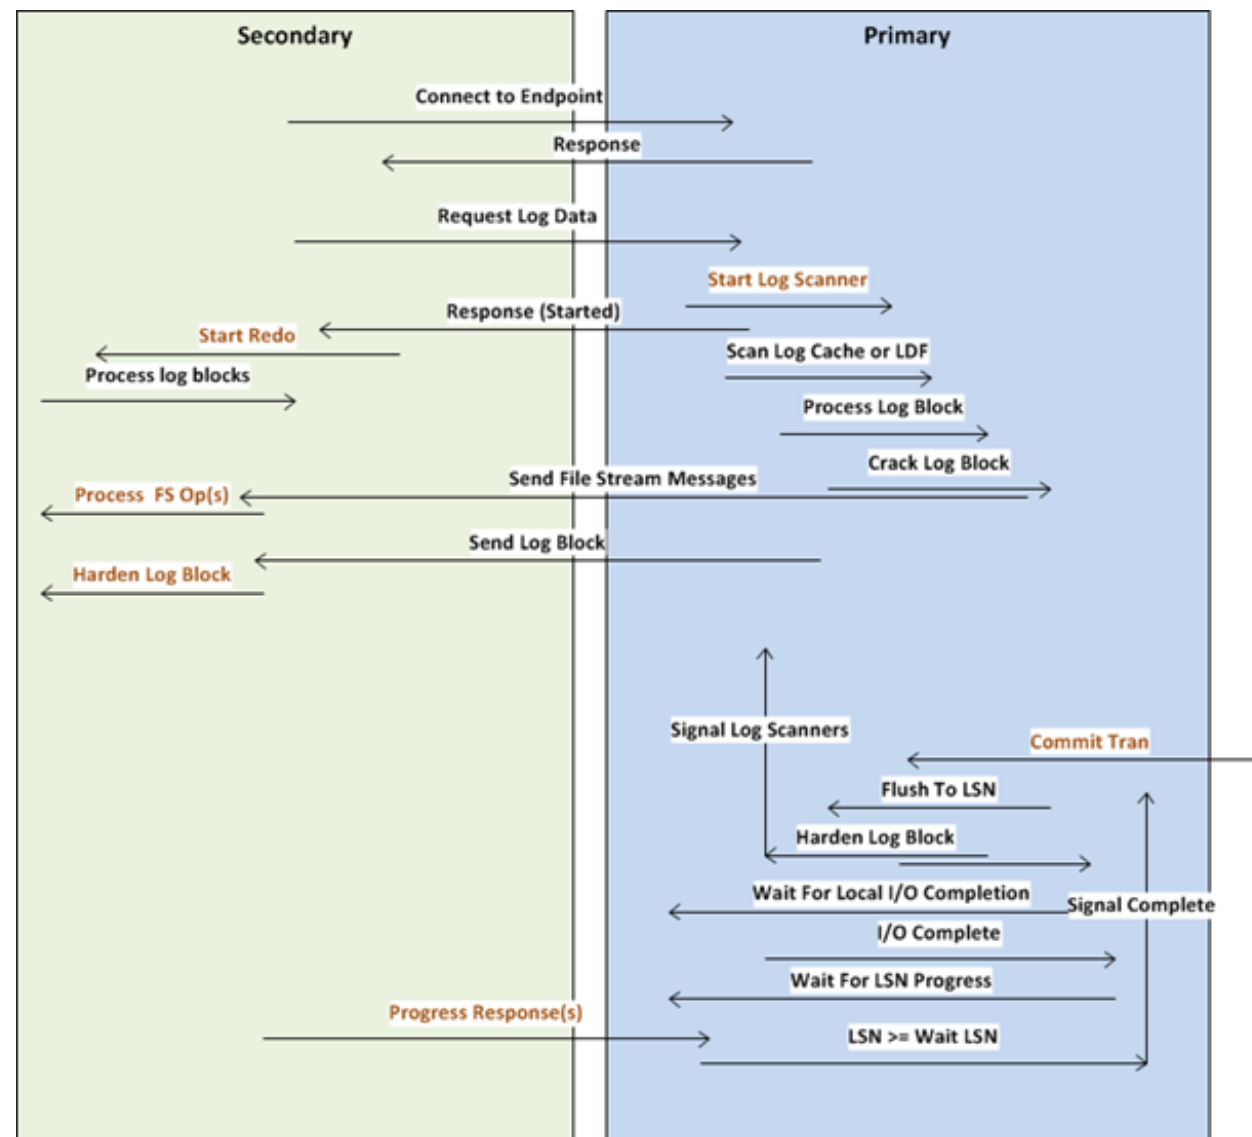 Secondary
Primary
Connect to Endpoint
Response
Request Log Data
Start Log Scanner
Response (Started)
Start Redo
Scan Log Cache or LDF
Process log blocks
Process Log Block
Crack Log Block
Send File Stream Messages
Process FS Op(s)
Send Log Block
Harden Log Block
Signal Log Scanners
Commit Tran
Flush To LSN
Harden Log Block
Wait For Local I/O Completion
Signal Complete
I/O Complete
Wait For LSN Progress
Progress Response(s)
LSN >= Wait LSN